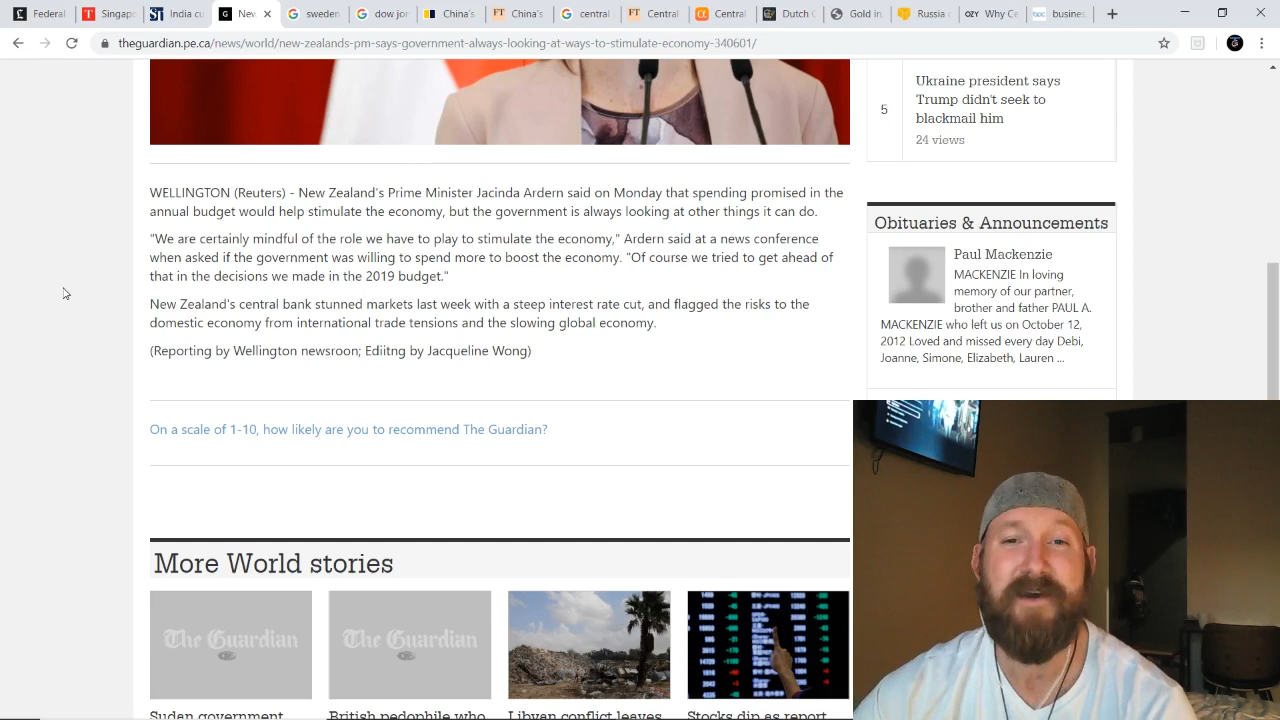 Federal
Singapo
India cu
New
sweden
dow jon
China's
China's
central
Central
Central
Dutch C
Gold in
Russia c
OZY Why Ce
busines
theguardian.pe.ca/news/world/new-zealands-pm-says-government-always-looking-at-ways-to-stimulate-economy-340601/
WELLINGTON (Reuters) - New Zealand's Prime Minister Jacinda Ardern said on Monday that spending promised in the
annual budget would help stimulate the economy, but the government is always looking at other things it can do.
"We are certainly mindful of the role we have to play to stimulate the economy," Ardern said at a news conference
when asked if the government was willing to spend more to boost the economy. "Of course we tried to get ahead of
that in the decisions we made in the 2019 budget."
New Zealand's central bank stunned markets last week with a steep interest rate cut, and flagged the risks to the
domestic economy from international trade tensions and the slowing global economy.
(Reporting by Wellington newsroon; Ediitng by Jacqueline Wong)
On a scale of 1-10, how likely are you to recommend The Guardian?
More World stories
The Guardian
The Guardian
Sudan government
British pedophile who
Libyan conflict leaves
Stocks dip as report
5
Ukraine president says
Trump didn't seek to
blackmail him
24 views
Obituaries & Announcements
Paul Mackenzie
MACKENZIE In loving
memory of our partner,
brother and father PAUL A.
MACKENZIE who left us on October 12,
2012 Loved and missed every day Debi,
Joanne, Simone, Elizabeth, Lauren ...